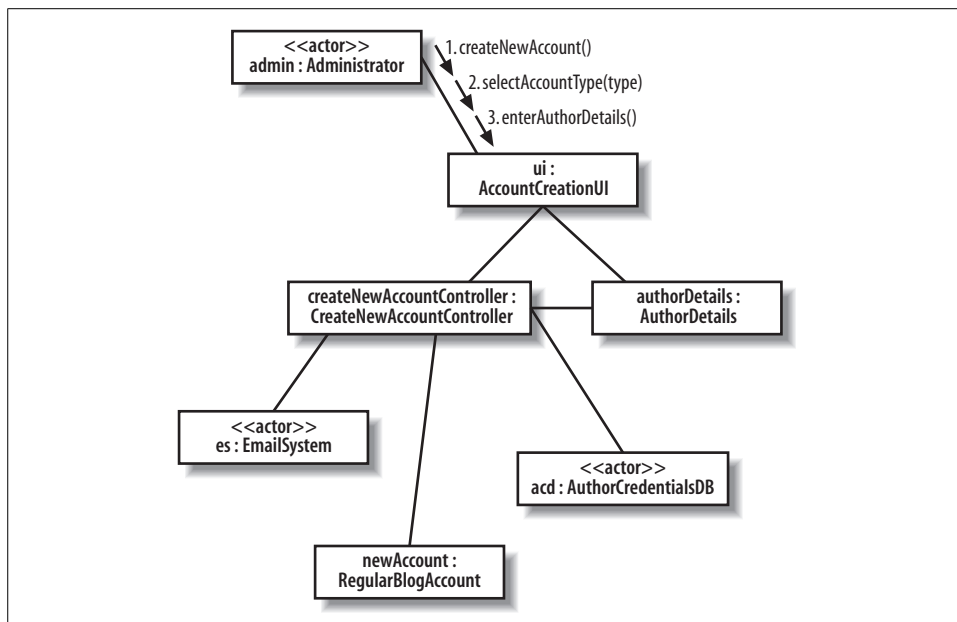 <<actor>>
admin : Administrator
1. createNewAccount()
2. selectAccountType(type)
3. enterAuthorDetails()
ui :
AccountCreationUI
createNewAccountController :
CreateNewAccountController
authorDetails :
AuthorDetails
<<actor>>
es : EmailSystem
<<actor>>
acd : AuthorCredentialsDB
newAccount :
RegularBlogAccount